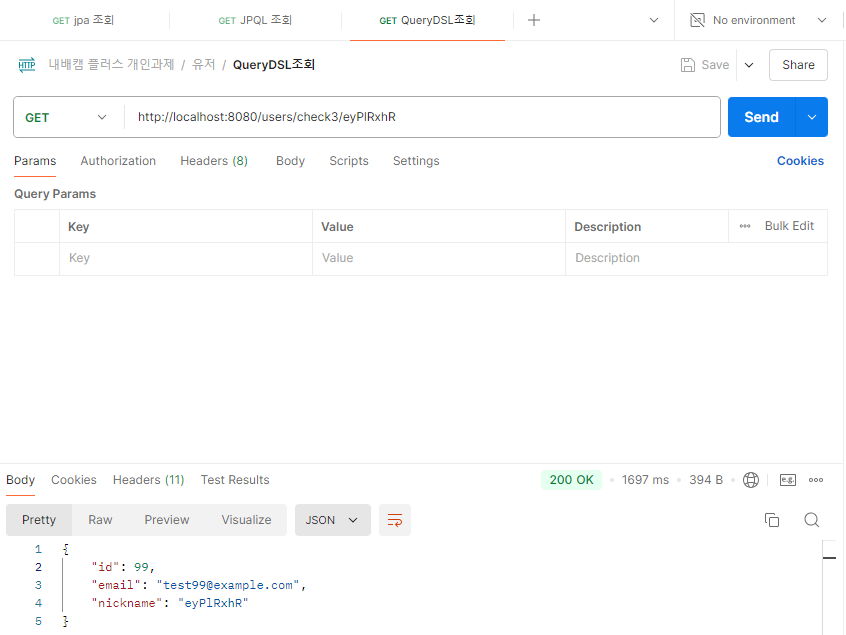 GET jpa 조회 GET JPQL 조회 GET QueryDSL조회 No environment
HTTP 내배캠 플러스 개인과제 / 유저 / QueryDSL조회 Save Share
GET http://localhost:8080/users/check3/eyPlRxhR Send
Params Authorization Headers (8) Body Scripts Settings Cookies
Query Params
Key Value Description Bulk Edit
Key Value Description
Body Cookies Headers (11) Test Results 200 OK 1697 ms 394 B e.g.
Pretty Raw Preview Visualize JSON
1 {
2 "id": 99,
3 "email": "test99@example.com",
4 "nickname": "eyPlRxhR"
5 }